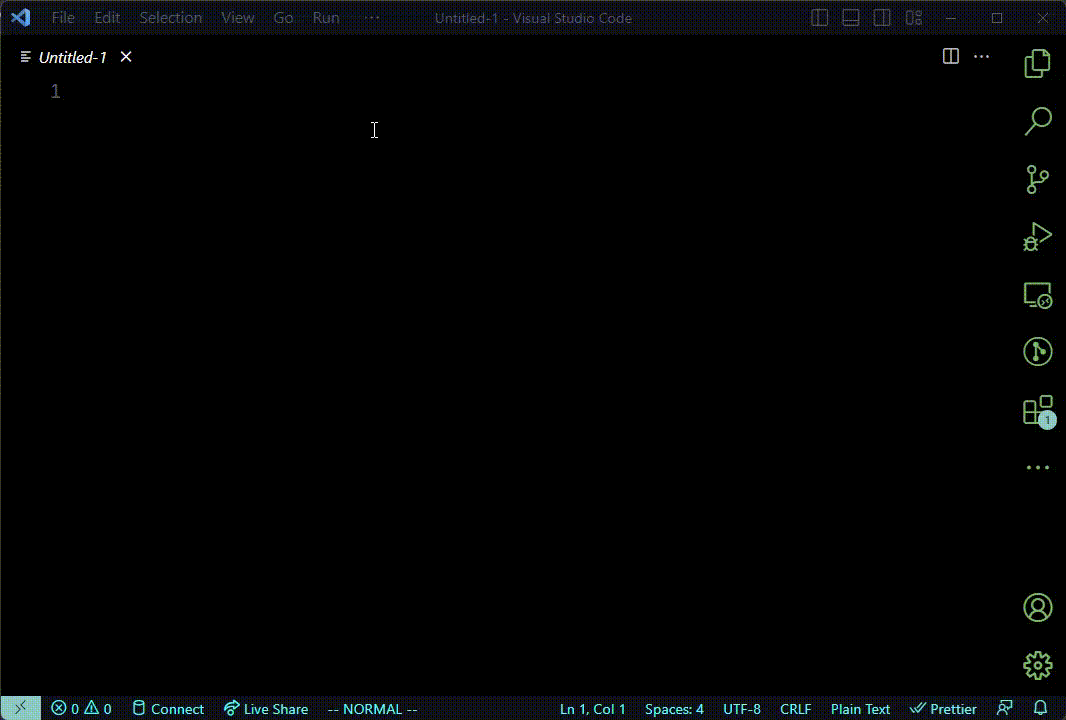 File Edit Selection View Go Run ··· Untitled-1 - Visual Studio Code
Untitled-1
1
1
0 0 Connect Live Share -- NORMAL -- Ln 1, Col 1 Spaces: 4 UTF-8 CRLF Plain Text Prettier